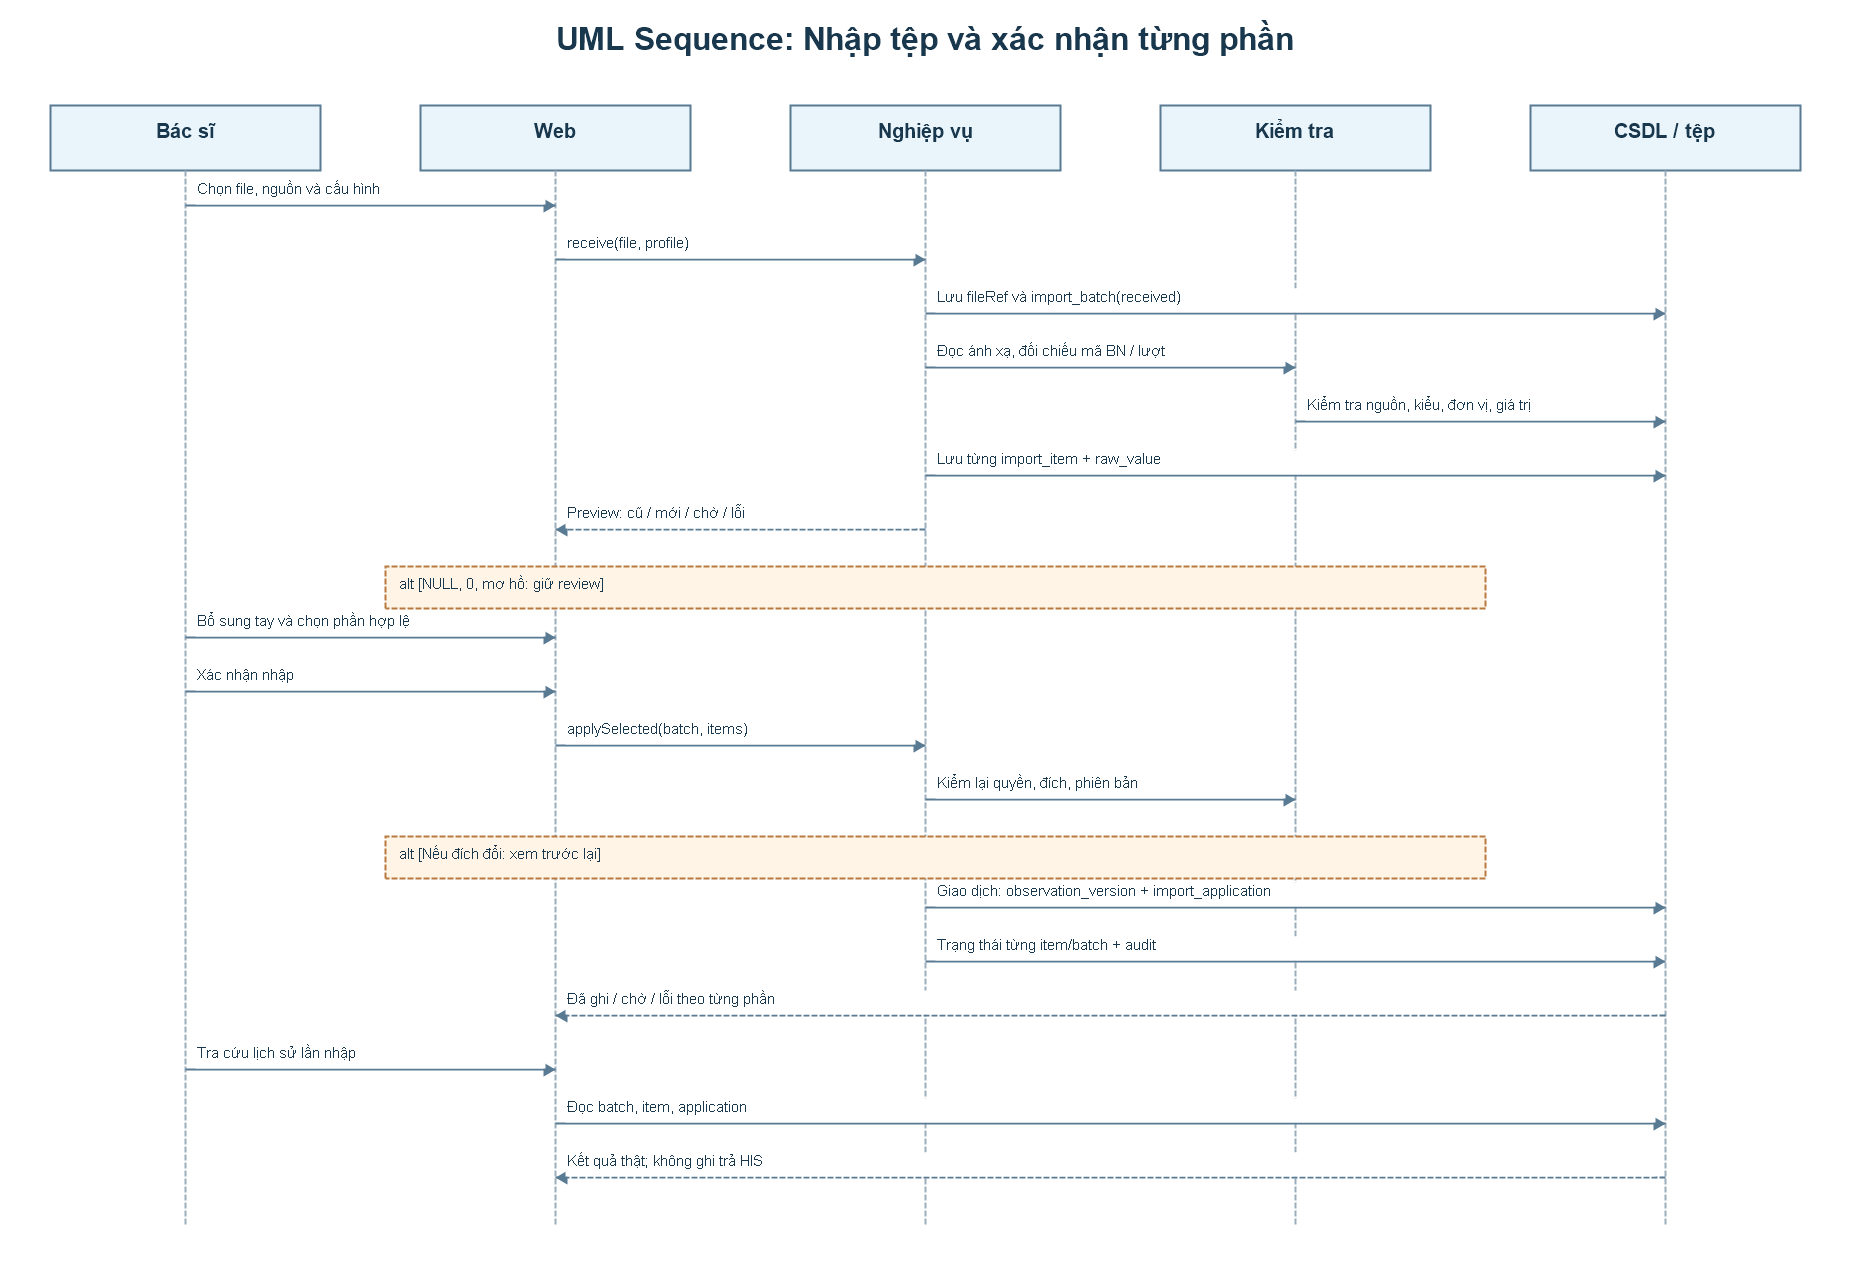 UML Sequence: Nhập tệp và xác nhận từng phần
Bác sĩ
Web
Nghiệp vụ
Kiểm tra
CSDL / tệp
Chọn file, nguồn và cấu hình
receive(file, profile)
Lưu fileRef và import_batch(received)
Đọc ánh xạ, đối chiếu mã BN / lượt
Kiểm tra nguồn, kiểu, đơn vị, giá trị
Lưu từng import_item + raw_value
Preview: cũ / mới / chờ / lỗi
alt [NULL, 0, mơ hồ: giữ review]
Bổ sung tay và chọn phần hợp lệ
Xác nhận nhập
applySelected(batch, items)
Kiểm lại quyền, đích, phiên bản
alt [Nếu đích đổi: xem trước lại]
Giao dịch: observation_version + import_application
Trạng thái từng item/batch + audit
Đã ghi / chờ / lỗi theo từng phần
Tra cứu lịch sử lần nhập
Đọc batch, item, application
Kết quả thật; không ghi trả HIS